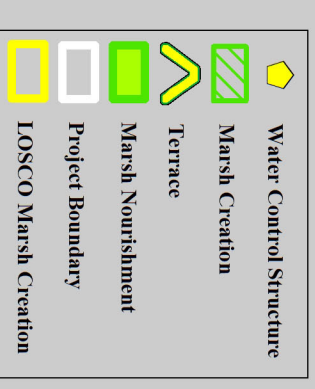 Water Control Structure
Marsh Creation
Terrace
Marsh Nourishment
Project Boundary
LOSCO Marsh Creation